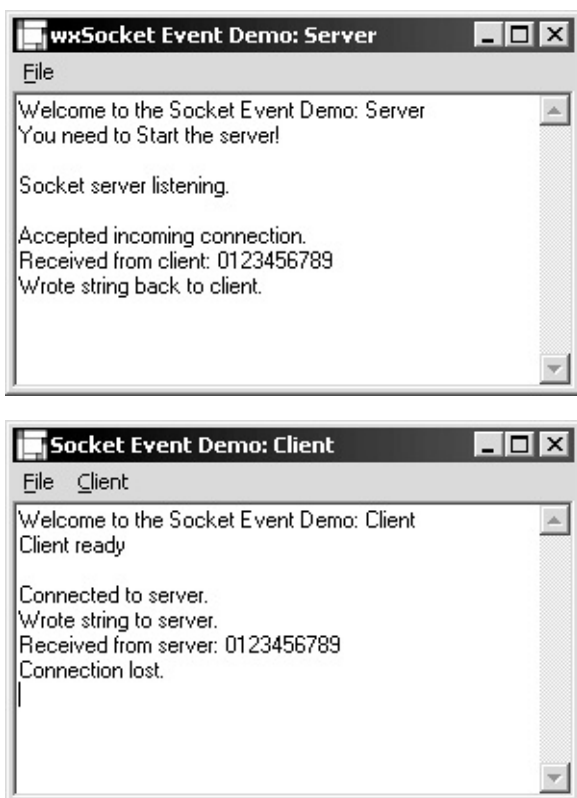 wxSocket Event Demo: Server
File
Welcome to the Socket Event Demo: Server
You need to Start the server!
Socket server listening.
Accepted incoming connection.
Received from client: 0123456789
Wrote string back to client.
Socket Event Demo: Client
File Client
Welcome to the Socket Event Demo: Client
Client ready
Connected to server.
Wrote string to server.
Received from server: 0123456789
Connection lost.